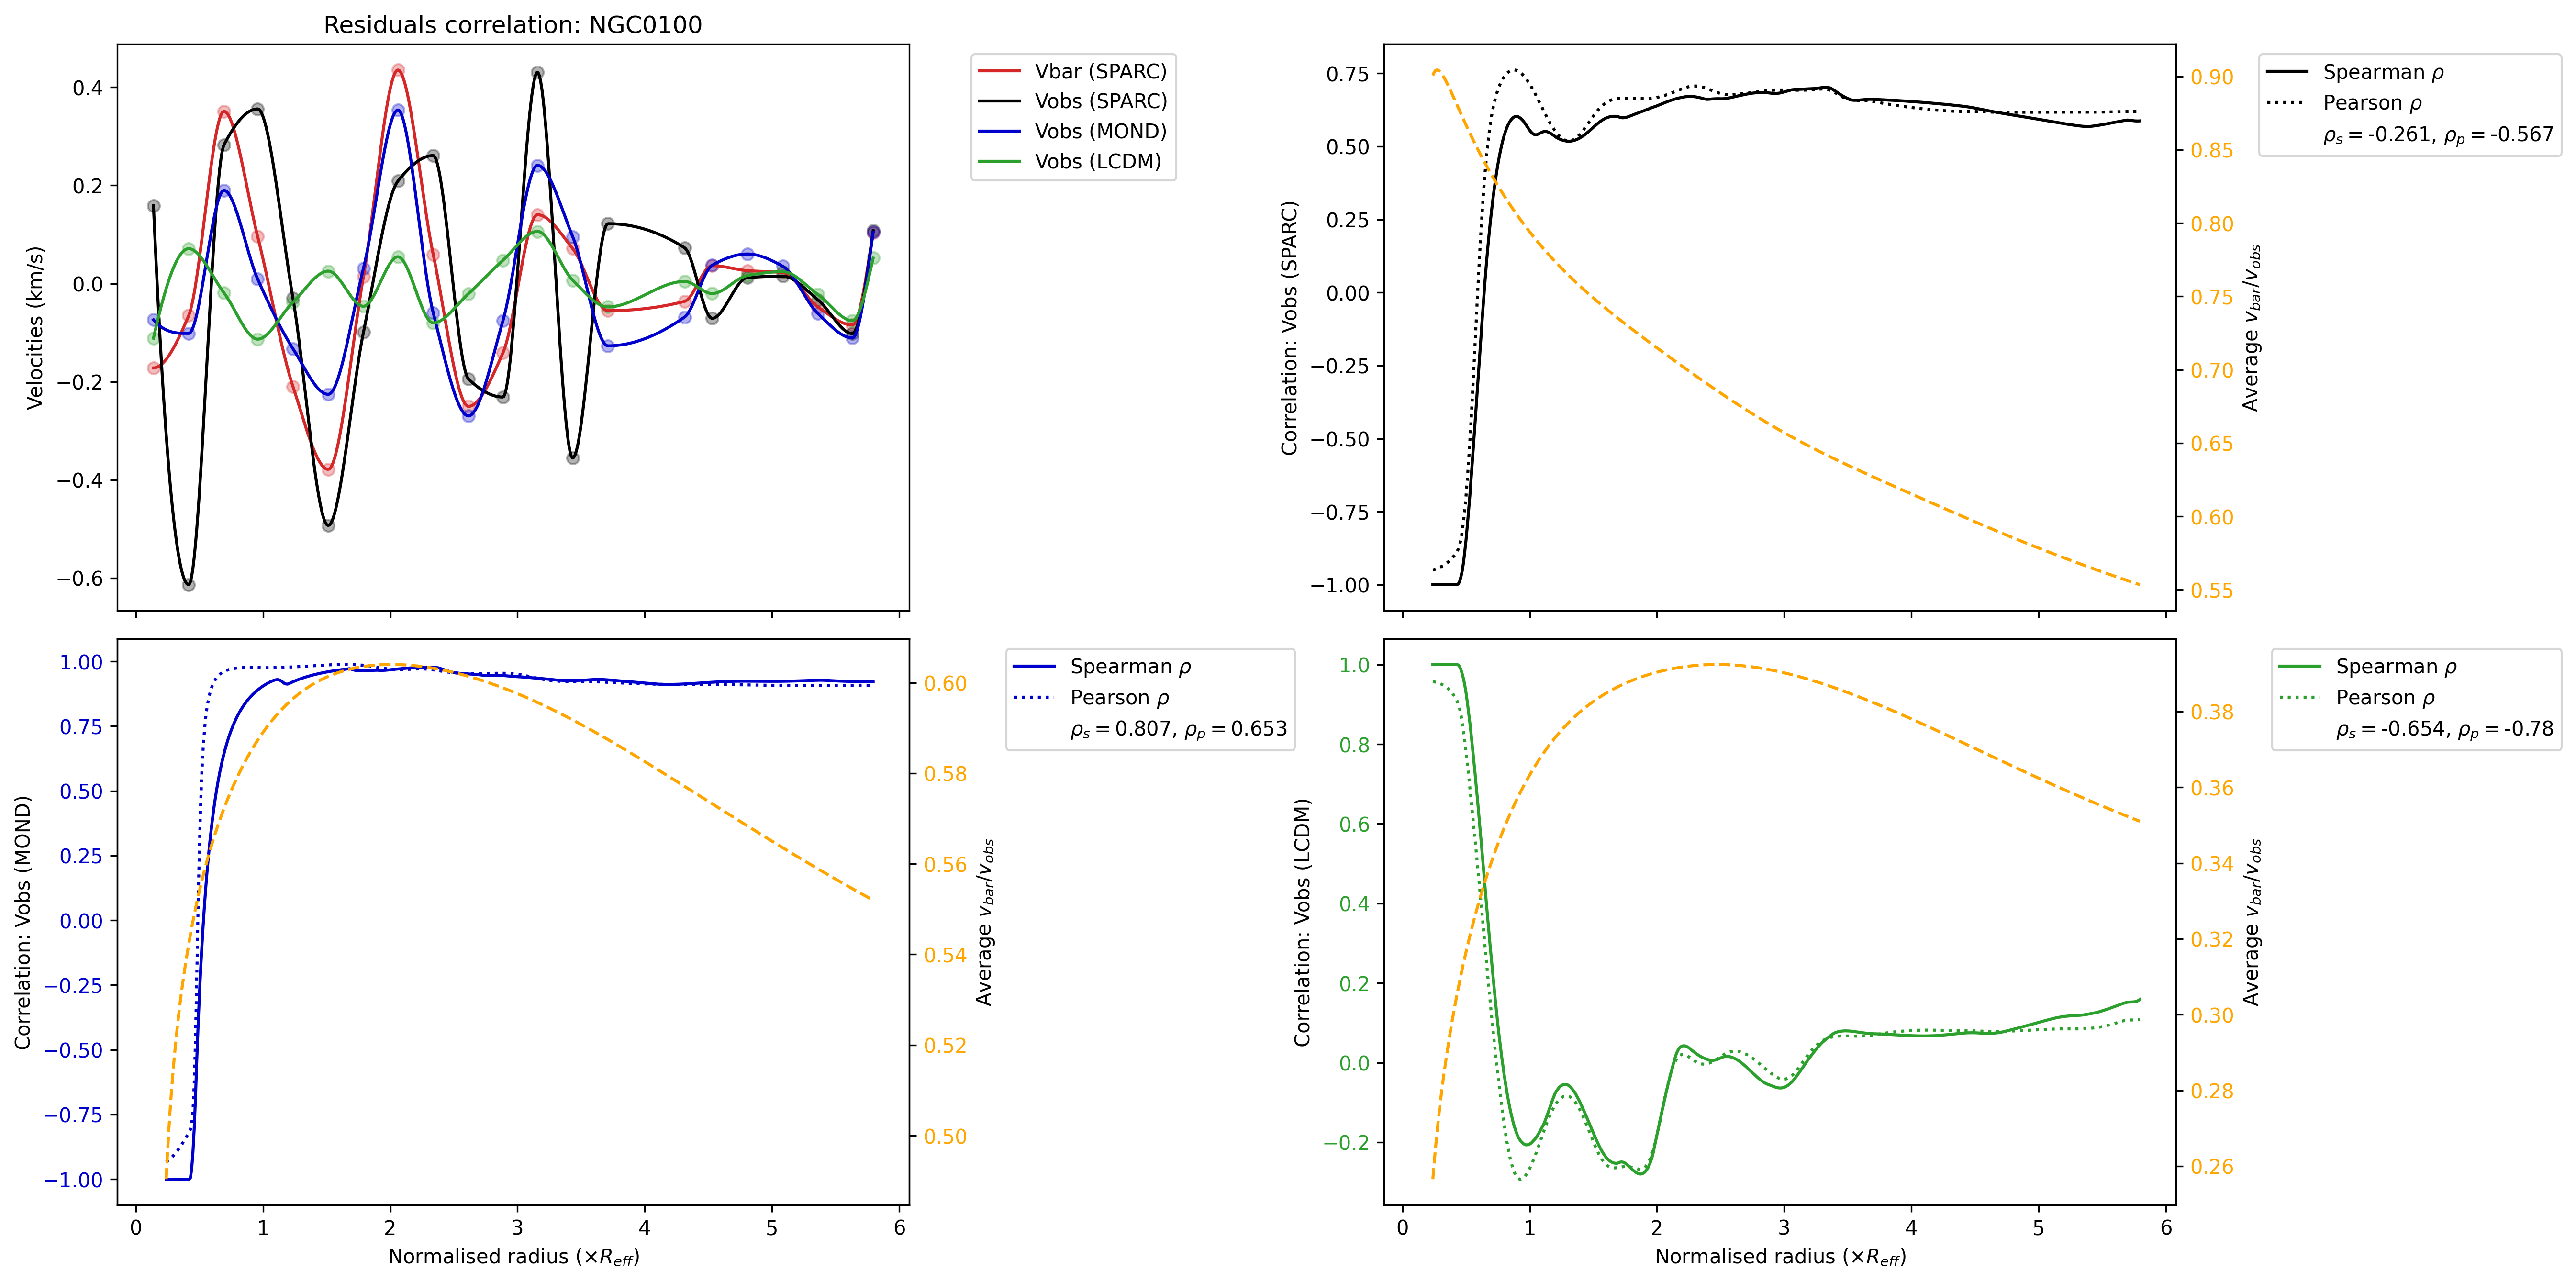 Residuals correlation: NGC0100
Velocities (km/s)
0.4
0.2
0.0
−0.2
−0.4
−0.6
Vbar (SPARC)
Vobs (SPARC)
Vobs (MOND)
Vobs (LCDM)
Correlation: Vobs (SPARC)
0.75
0.50
0.25
0.00
−0.25
−0.50
−0.75
−1.00
0.90
0.85
0.80
0.75
0.70
0.65
0.60
0.55
Average v_bar/v_obs
Spearman ρ
Pearson ρ
ρ_s = -0.261, ρ_p = -0.567
Correlation: Vobs (MOND)
1.00
0.75
0.50
0.25
0.00
−0.25
−0.50
−0.75
−1.00
0.60
0.58
0.56
0.54
0.52
0.50
Average v_bar/v_obs
0 1 2 3 4 5 6
Normalised radius (×R_eff)
Spearman ρ
Pearson ρ
ρ_s = 0.807, ρ_p = 0.653
Correlation: Vobs (LCDM)
1.0
0.8
0.6
0.4
0.2
0.0
−0.2
0.38
0.36
0.34
0.32
0.30
0.28
0.26
Average v_bar/v_obs
0 1 2 3 4 5 6
Normalised radius (×R_eff)
Spearman ρ
Pearson ρ
ρ_s = -0.654, ρ_p = -0.78